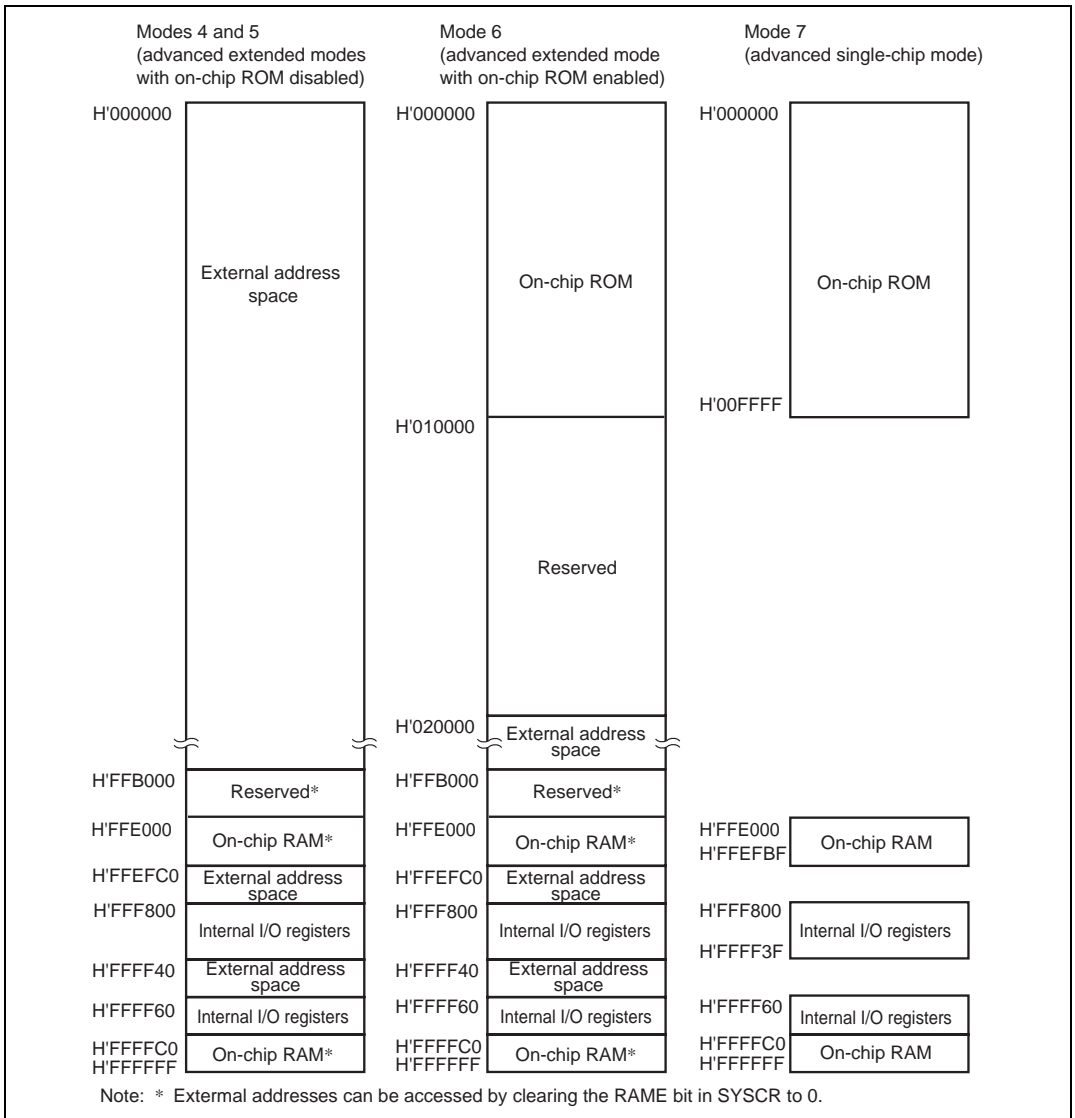 Modes 4 and 5
(advanced extended modes
with on-chip ROM disabled)
H'000000
External address
space
H'FFB000
Reserved*
H'FFE000
On-chip RAM*
H'FFEFC0
External address
space
H'FFF800
Internal I/O registers
H'FFFF40
External address
space
H'FFFF60
Internal I/O registers
H'FFFFC0
On-chip RAM*
H'FFFFFF
Mode 6
(advanced extended mode
with on-chip ROM enabled)
H'000000
On-chip ROM
H'010000
Reserved
H'020000
External address
space
H'FFB000
Reserved*
H'FFE000
On-chip RAM*
H'FFEFC0
External address
space
H'FFF800
Internal I/O registers
H'FFFF40
External address
space
H'FFFF60
Internal I/O registers
H'FFFFC0
On-chip RAM*
H'FFFFFF
Mode 7
(advanced single-chip mode)
H'000000
On-chip ROM
H'00FFFF
H'FFE000
On-chip RAM
H'FFEFBF
H'FFF800
Internal I/O registers
H'FFFF3F
H'FFFF60
Internal I/O registers
H'FFFFC0
On-chip RAM
H'FFFFFF
Note: * External addresses can be accessed by clearing the RAME bit in SYSCR to 0.